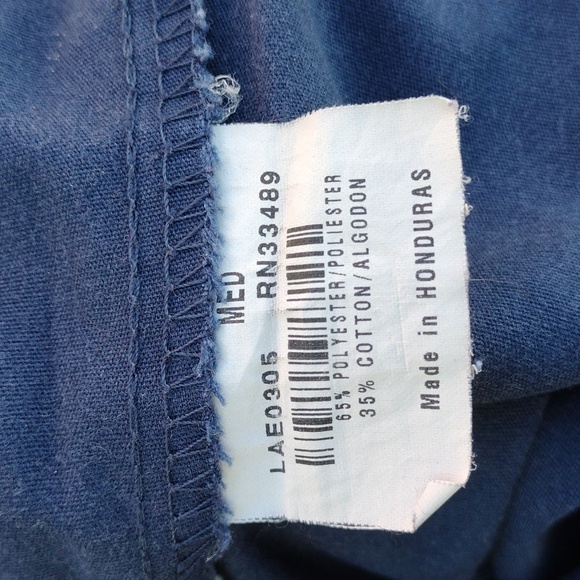 MED
LAE0305 RN33489
65% POLYESTER/POLIESTER
35% COTTON/ALGODON
Made in HONDURAS